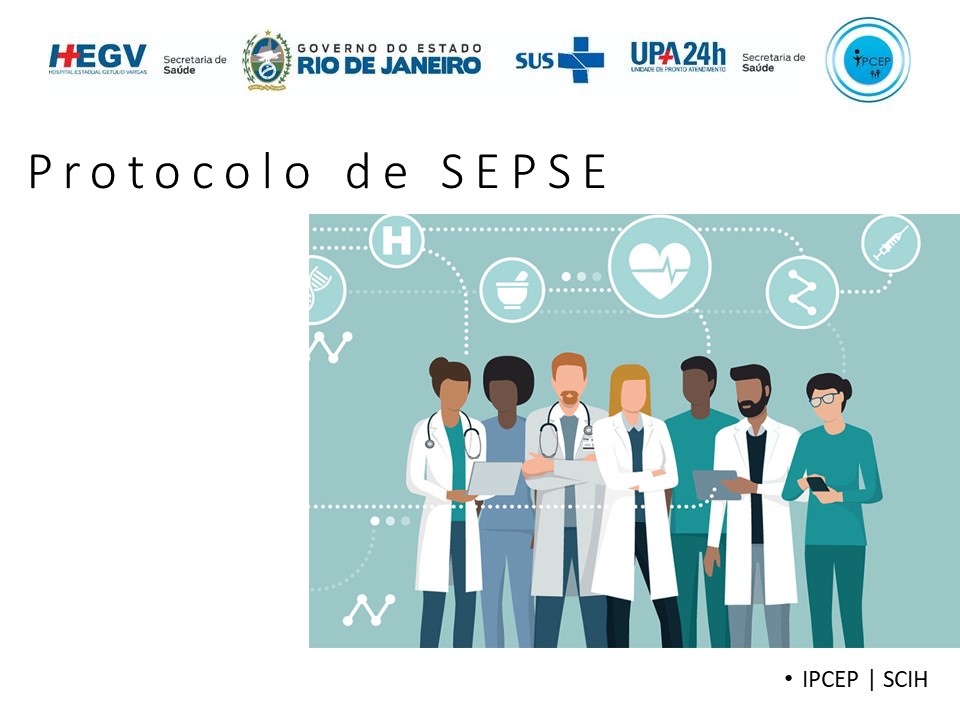 HEGV
HOSPITAL ESTADUAL GETULIO VARGAS
Secretaria de
Saúde
GOVERNO DO ESTADO
RIO DE JANEIRO
SUS
UPA 24h
UNIDADE DE PRONTO ATENDIMENTO
Secretaria de
Saúde
IPCEP
Protocolo de SEPSE
H
• IPCEP | SCIH